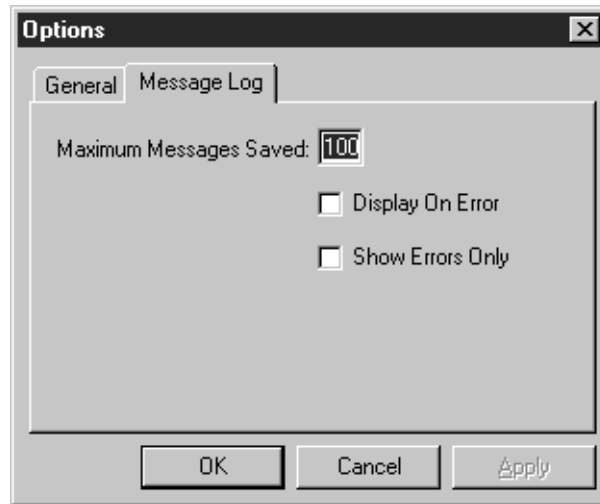 Options
General Message Log
Maximum Messages Saved: 100
Display On Error
Show Errors Only
OK Cancel Apply